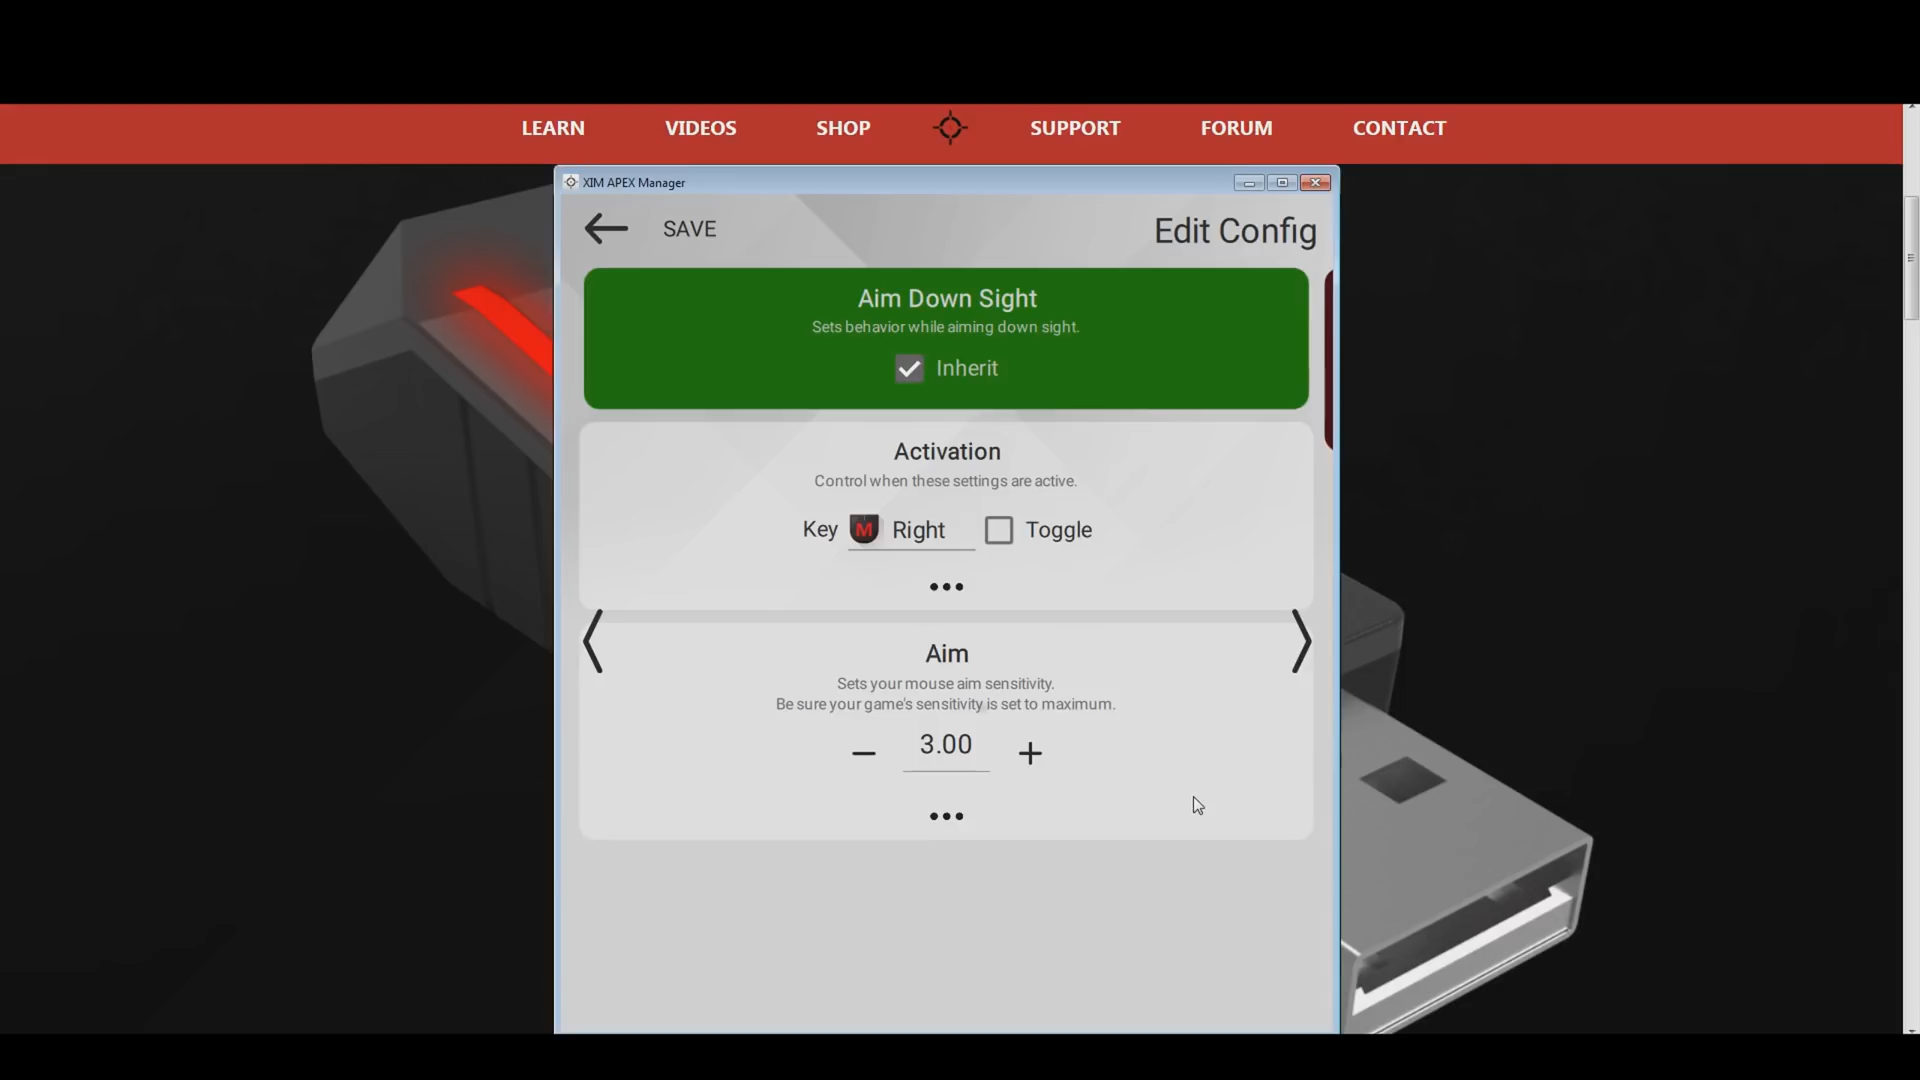 LEARN VIDEOS SHOP SUPPORT FORUM CONTACT
XIM APEX Manager
SAVE
Edit Config
Aim Down Sight
Sets behavior while aiming down sight.
Inherit
Activation
Control when these settings are active.
Key M Right Toggle
Aim
Sets your mouse aim sensitivity.
Be sure your game's sensitivity is set to maximum.
3.00